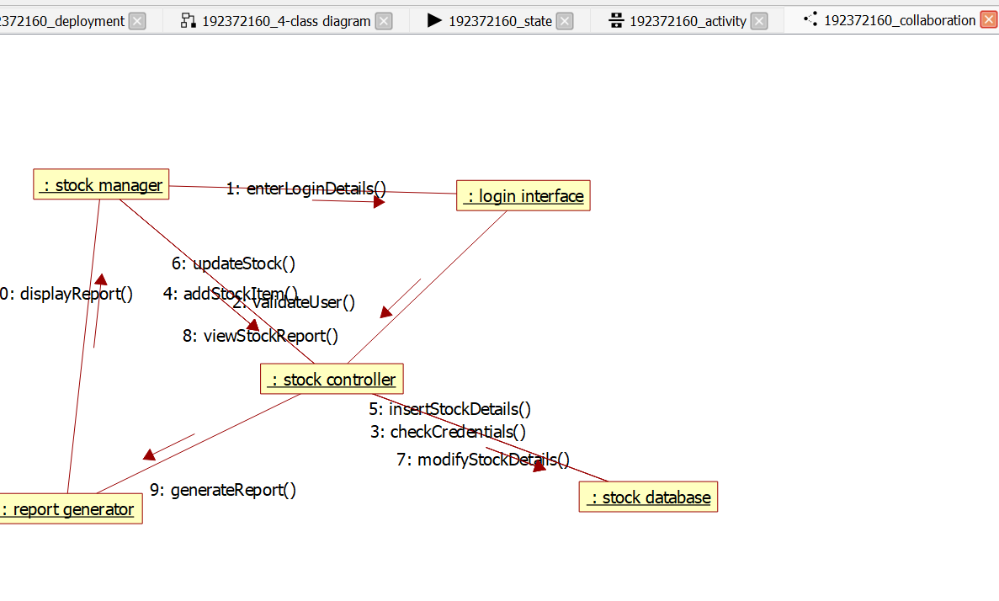 2372160_deployment
192372160_4-class diagram
192372160_state
192372160_activity
192372160_collaboration
: stock manager
1: enterLoginDetails()
: login interface
6: updateStock()
0: displayReport()
4: addStockItem()
2: validateUser()
8: viewStockReport()
: stock controller
5: insertStockDetails()
3: checkCredentials()
7: modifyStockDetails()
9: generateReport()
: stock database
: report generator